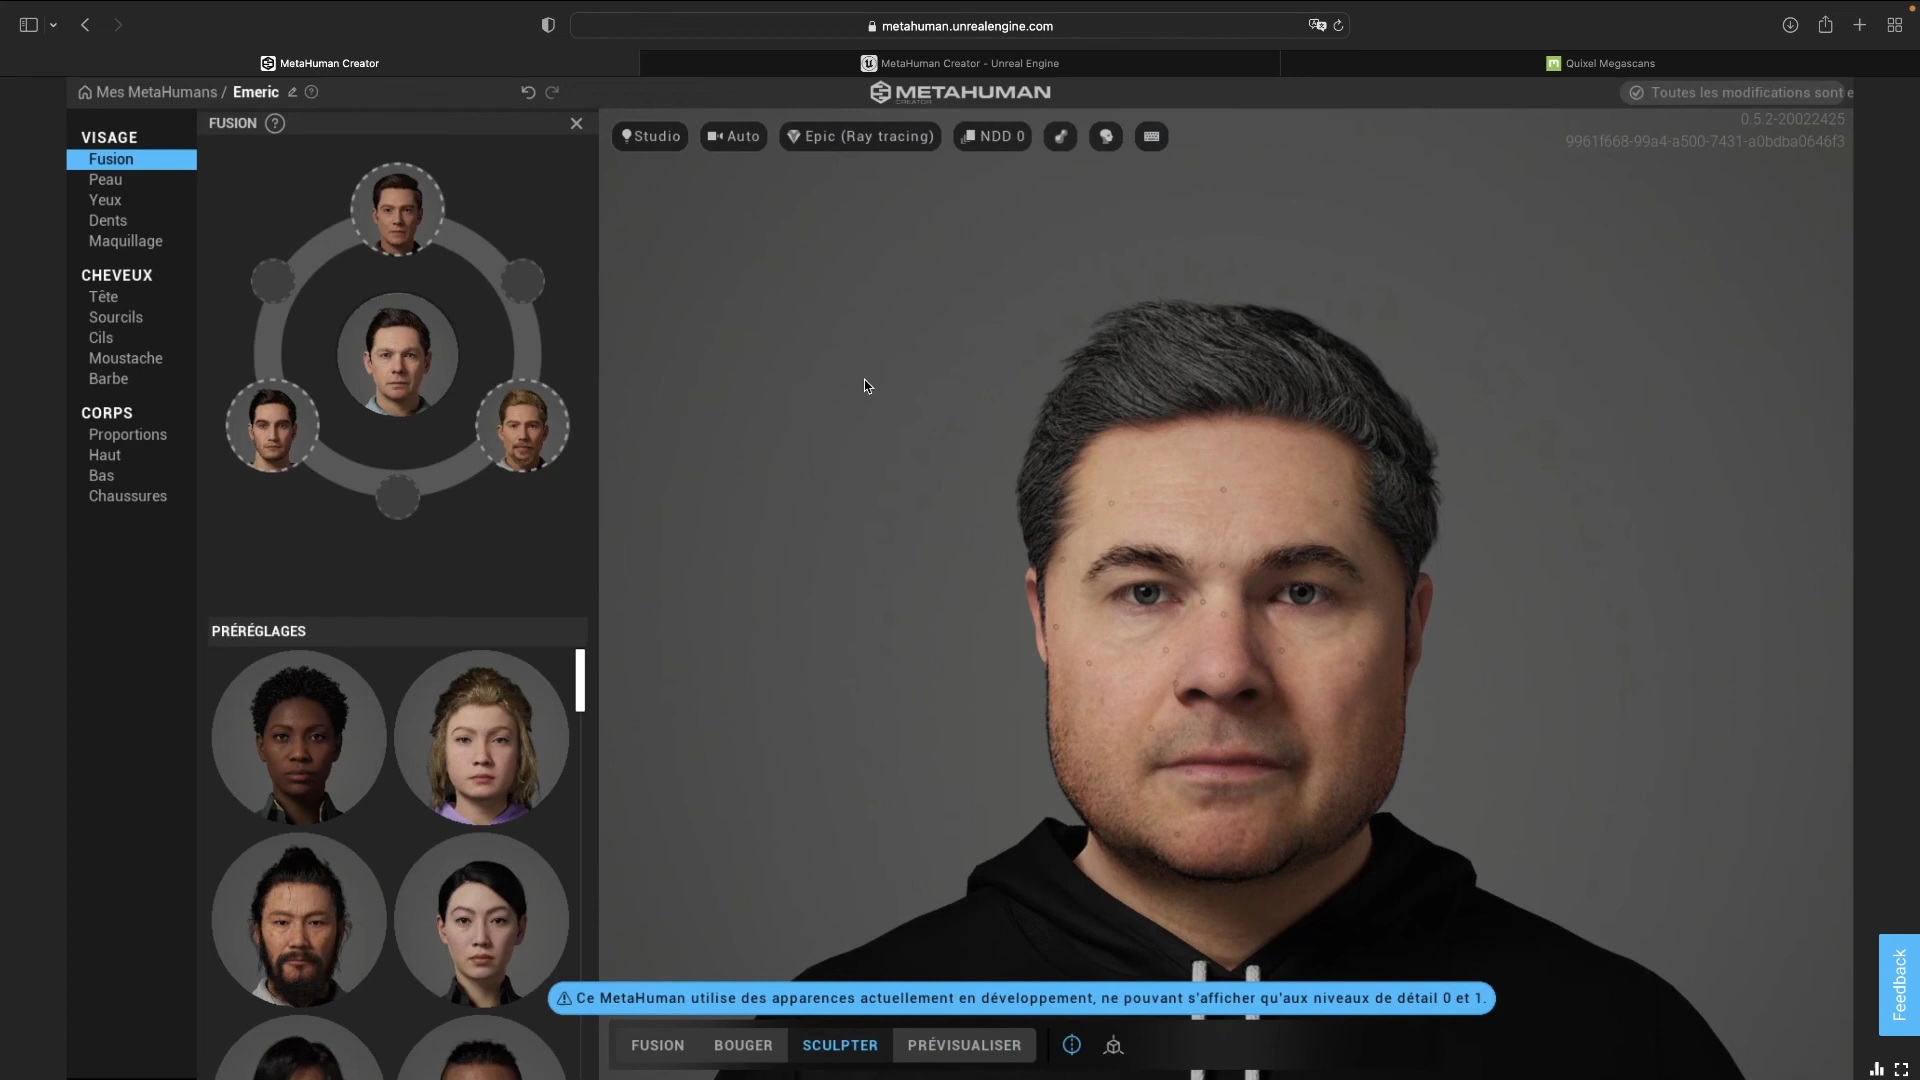 metahuman.unrealengine.com
MetaHuman Creator
MetaHuman Creator - Unreal Engine
Quixel Megascans
Mes MetaHumans / Emeric
METAHUMAN
CREATOR
Toutes les modifications sont e
VISAGE
Fusion
Peau
Yeux
Dents
Maquillage
CHEVEUX
Tête
Sourcils
Cils
Moustache
Barbe
CORPS
Proportions
Haut
Bas
Chaussures
FUSION ?
PRÉRÉGLAGES
Studio
Auto
Epic (Ray tracing)
NDD 0
0.5.2-20022425
9961f668-99a4-a500-7431-a0bdba0646f3
Ce MetaHuman utilise des apparences actuellement en développement, ne pouvant s'afficher qu'aux niveaux de détail 0 et 1.
FUSION
BOUGER
SCULPTER
PRÉVISUALISER
Feedback